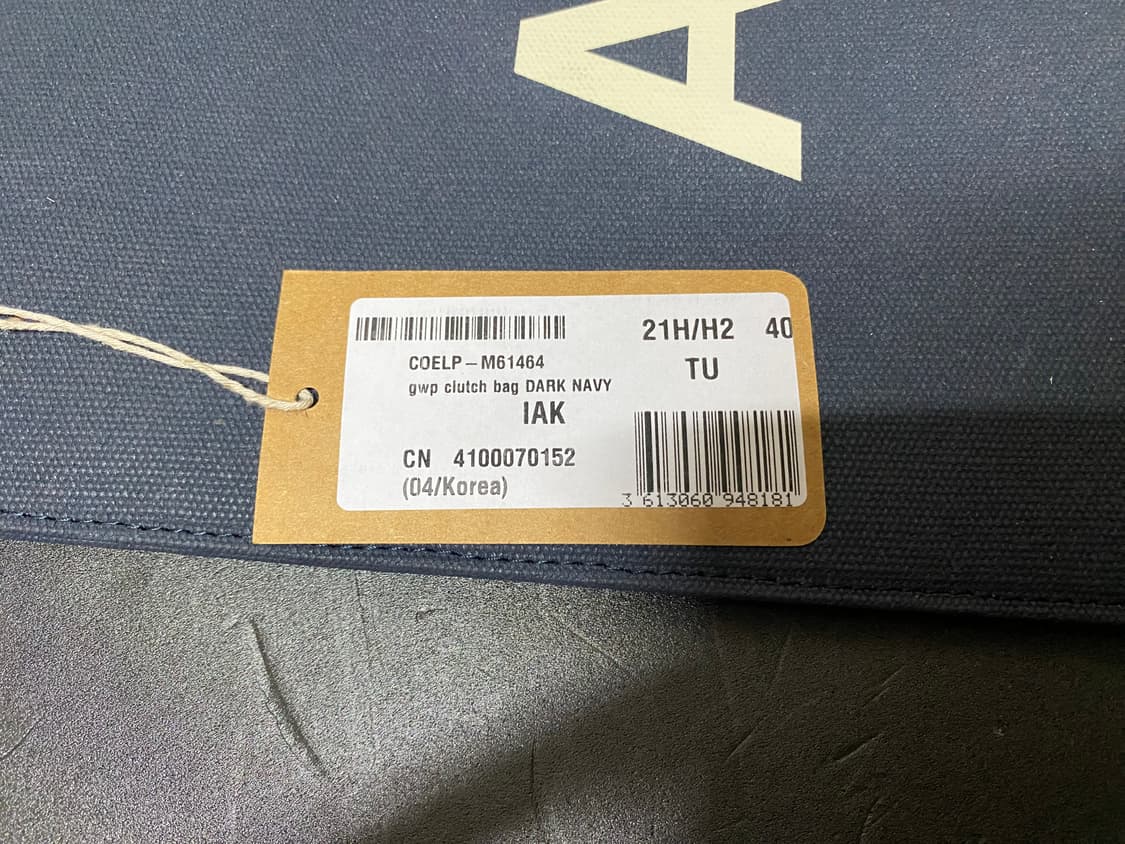 A
21H/H2 40
COELP-M61464
TU
gwp clutch bag DARK NAVY
IAK
CN 4100070152
(04/Korea)
3 613060 948181